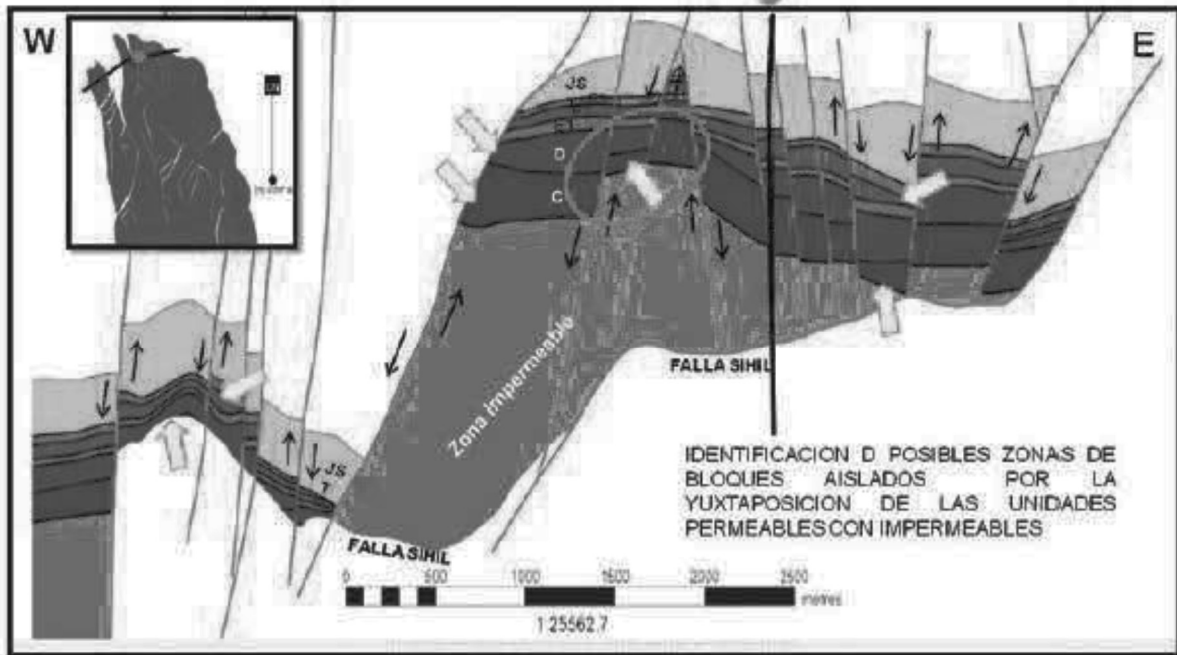 W
E
JS
D
C
Zona impermeable
FALLA SIHIL
JS
T
FALLA SIHIL
IDENTIFICACION D POSIBLES ZONAS DE
BLOQUES AISLADOS POR LA
YUXTAPOSICION DE LAS UNIDADES
PERMEABLES CON IMPERMEABLES
0 500 1000 1500 2000 2500
metres
1:25562.7